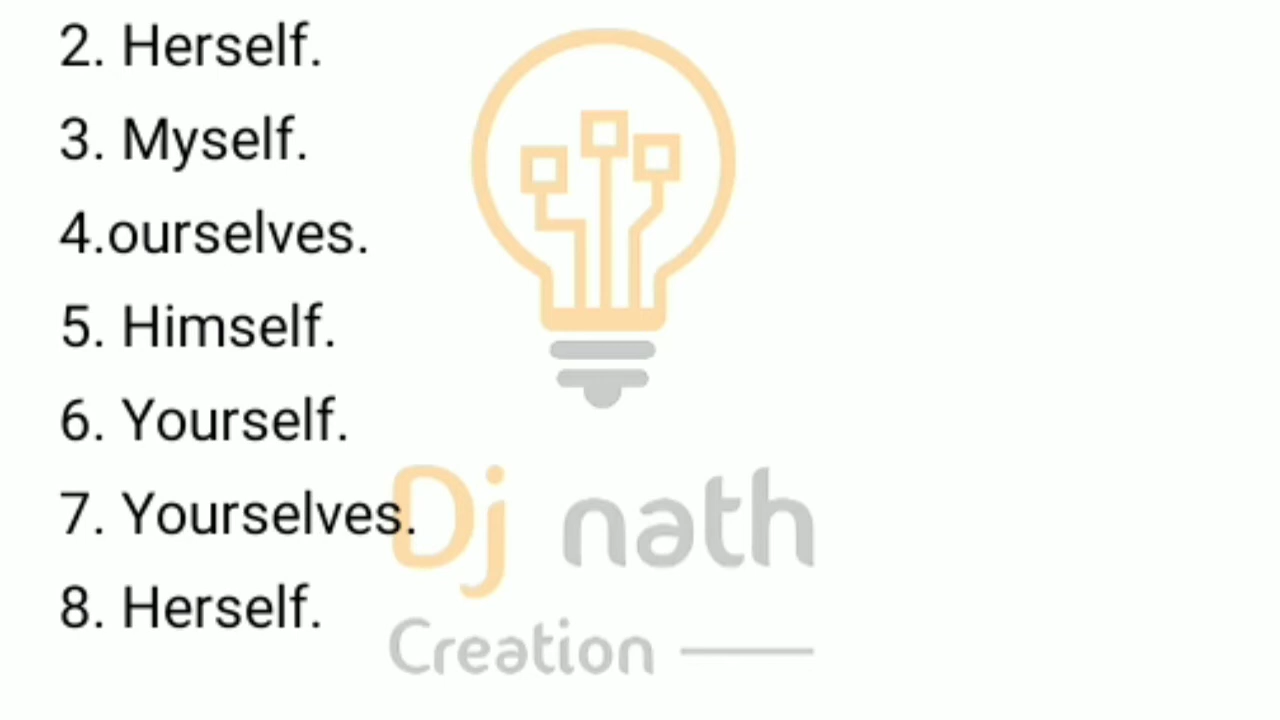 2. Herself.
3. Myself.
4.ourselves.
5. Himself.
6. Yourself.
7. Yourselves.
8. Herself.
Dj nath
Creation